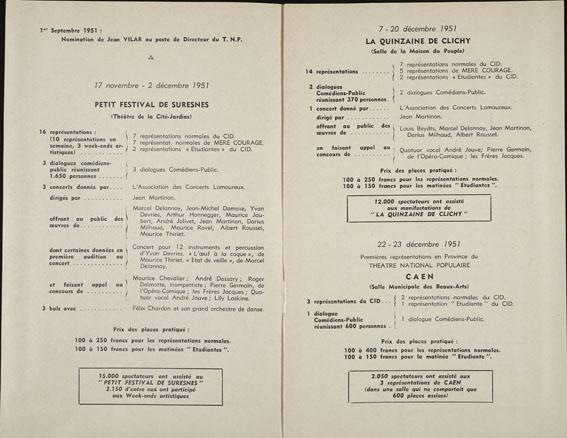 1er Septembre 1951 :
Nomination de Jean VILAR au poste de Directeur du T. N. P.
17 novembre - 2 décembre 1951
PETIT FESTIVAL DE SURESNES
(Théâtre de la Cité-Jardins)
16 représentations :
(10 représentations en
semaine, 3 week-ends ar-
tistiques) ............
7 représentations normales du CID.
7 représentat. normales de MERE COURAGE.
2 représentations « Etudiantes » du CID.
3 dialogues comédiens-
public réunissant
1.650 personnes ......
3 dialogues Comédiens-Public.
3 concerts donnés par .... L'Association des Concerts Lamoureux.
dirigés par ........... Jean Martinon.
offrant au public des
œuvres de............
Marcel Delannoy, Jean-Michel Damase, Yvan
Devries, Arthur Honnegger, Maurice Jau-
bert, André Jolivet, Jean Martinon, Darius
Milhaud, Maurice Ravel, Albert Roussel,
Maurice Thiriet.
dont certaines données en
première audition au
concert ..............
Concert pour 12 instruments et percussion
d'Yvon Devries. « L'œuf à la coque », de
Maurice Thiriet. « Etat de veille », de Marcel
Delannoy.
et faisant appel au
concours de ..........
Maurice Chevalier ; André Dassary ; Roger
Delmotte, trompettiste ; Pierre Germain, de
l'Opéra-Comique ; les Frères Jacques ; Qua-
tuor vocal André Jouve ; Lily Laskine.
3 bals avec ............. Félix Chardon et son grand orchestre de danse.
Prix des places pratiqué :
100 à 250 francs pour les représentations normales.
100 à 150 francs pour les matinées " Etudiantes ".
15.000 spectateurs ont assisté au
" PETIT FESTIVAL DE SURESNES "
3.150 d'entre eux ont participé
aux Week-onds artistiques
7 - 20 décembre 1951
LA QUINZAINE DE CLICHY
(Salle de la Maison du Peuple)
14 représentations ........
7 représentations normales du CID.
5 représentations de MERE COURAGE.
2 représentations « Etudiantes » du CID.
2 dialogues
Comédiens-Public
réunissant 370 personnes .
2 dialogues Comédiens-Public.
1 concert donné par...... L'Association des Concerts Lamoureux.
dirigé par ............ Jean Martinon.
offrant au public des
œuvres de............
Louis Beydts, Marcel Delannoy, Jean Martinon,
Darius Milhaud, Albert Roussel.
en faisant appel au
concours de ..........
Quatuor vocal André Jouve; Pierre Germain,
de l'Opéra-Comique ; les Frères Jacques.
Prix des places pratiqué :
100 à 250 francs pour les représentations normales.
100 à 150 francs pour les matinées "Etudiantes".
12.000 spectateurs ont assisté
aux manifestations de
" LA QUINZAINE DE CLICHY "
22 - 23 décembre 1951
Premières représentations en Province du
THEATRE NATIONAL POPULAIRE
CAEN
(Salle Municipale des Beaux-Arts)
3 représentations du CID...
2 représentations normales du CID.
1 représentation "Etudiante" du CID.
1 dialogue
Comédiens-Public
réunissant 600 personnes .
1 dialogue Comédiens-Public.
Prix des places pratiqué :
100 à 400 francs pour les représentations normales.
100 à 150 francs pour la matinée "Etudiante".
2.050 spectateurs ont assisté aux
3 représentations de CAEN
(dans une salle qui ne comportait que
600 places assises)